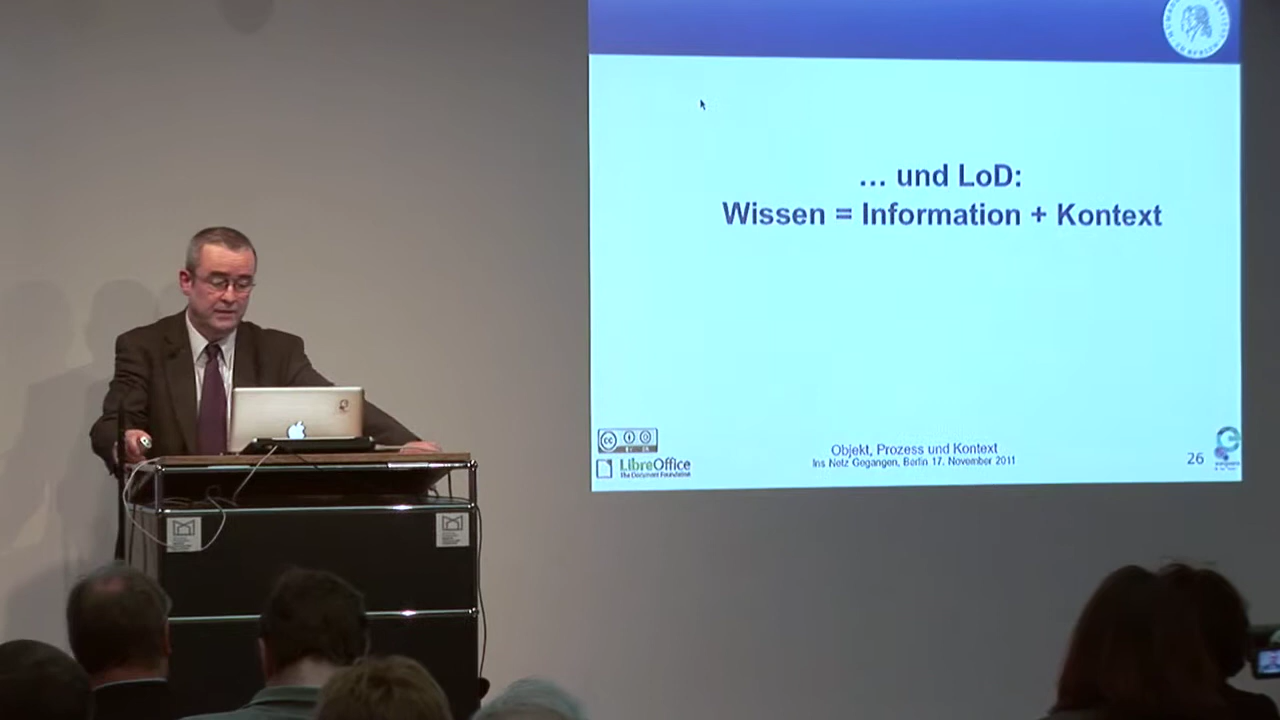 … und LoD:
Wissen = Information + Kontext
cc
LibreOffice
The Document Foundation
Objekt, Prozess und Kontext
Ins Netz Gegangen, Berlin 17. November 2011
26